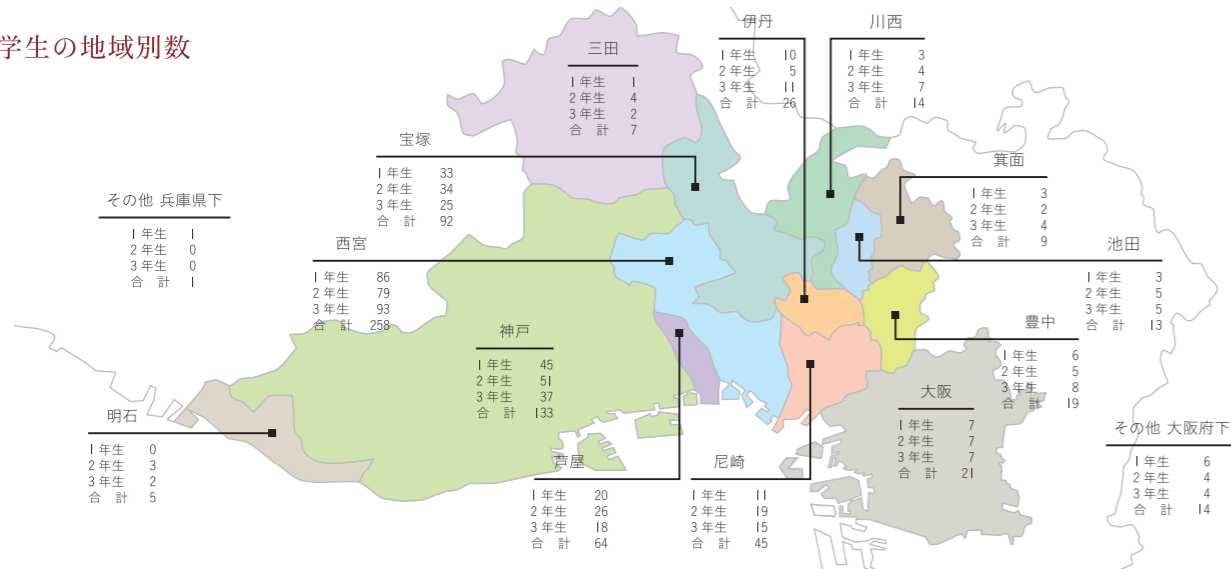 学生の地域別数
三田
1年生 1
2年生 4
3年生 2
合 計 7
伊丹
1年生 10
2年生 5
3年生 11
合 計 26
川西
1年生 3
2年生 4
3年生 7
合 計 14
宝塚
1年生 33
2年生 34
3年生 25
合 計 92
箕面
1年生 3
2年生 2
3年生 4
合 計 9
その他 兵庫県下
1年生 1
2年生 0
3年生 0
合 計 1
西宮
1年生 86
2年生 79
3年生 93
合 計 258
池田
1年生 3
2年生 5
3年生 5
合 計 13
神戸
1年生 45
2年生 51
3年生 37
合 計 133
豊中
1年生 6
2年生 5
3年生 8
合 計 19
明石
1年生 0
2年生 3
3年生 2
合 計 5
大阪
1年生 7
2年生 7
3年生 7
合 計 21
その他 大阪府下
1年生 6
2年生 4
3年生 4
合 計 14
芦屋
1年生 20
2年生 26
3年生 18
合 計 64
尼崎
1年生 11
2年生 19
3年生 15
合 計 45